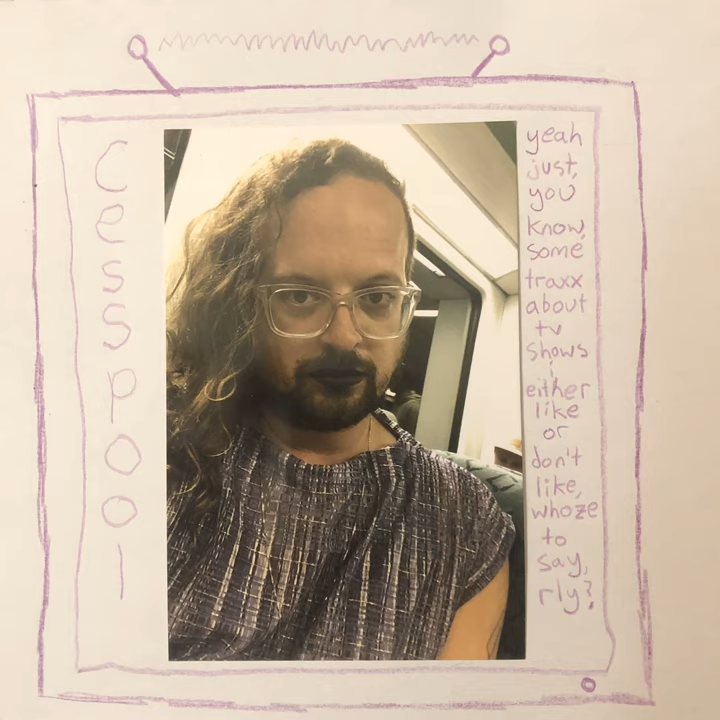 Cesspool
yeah
just,
you
know,
some
traxx
about
tv
shows
i
either
like
or
don't
like,
whoze
to
say,
rly?